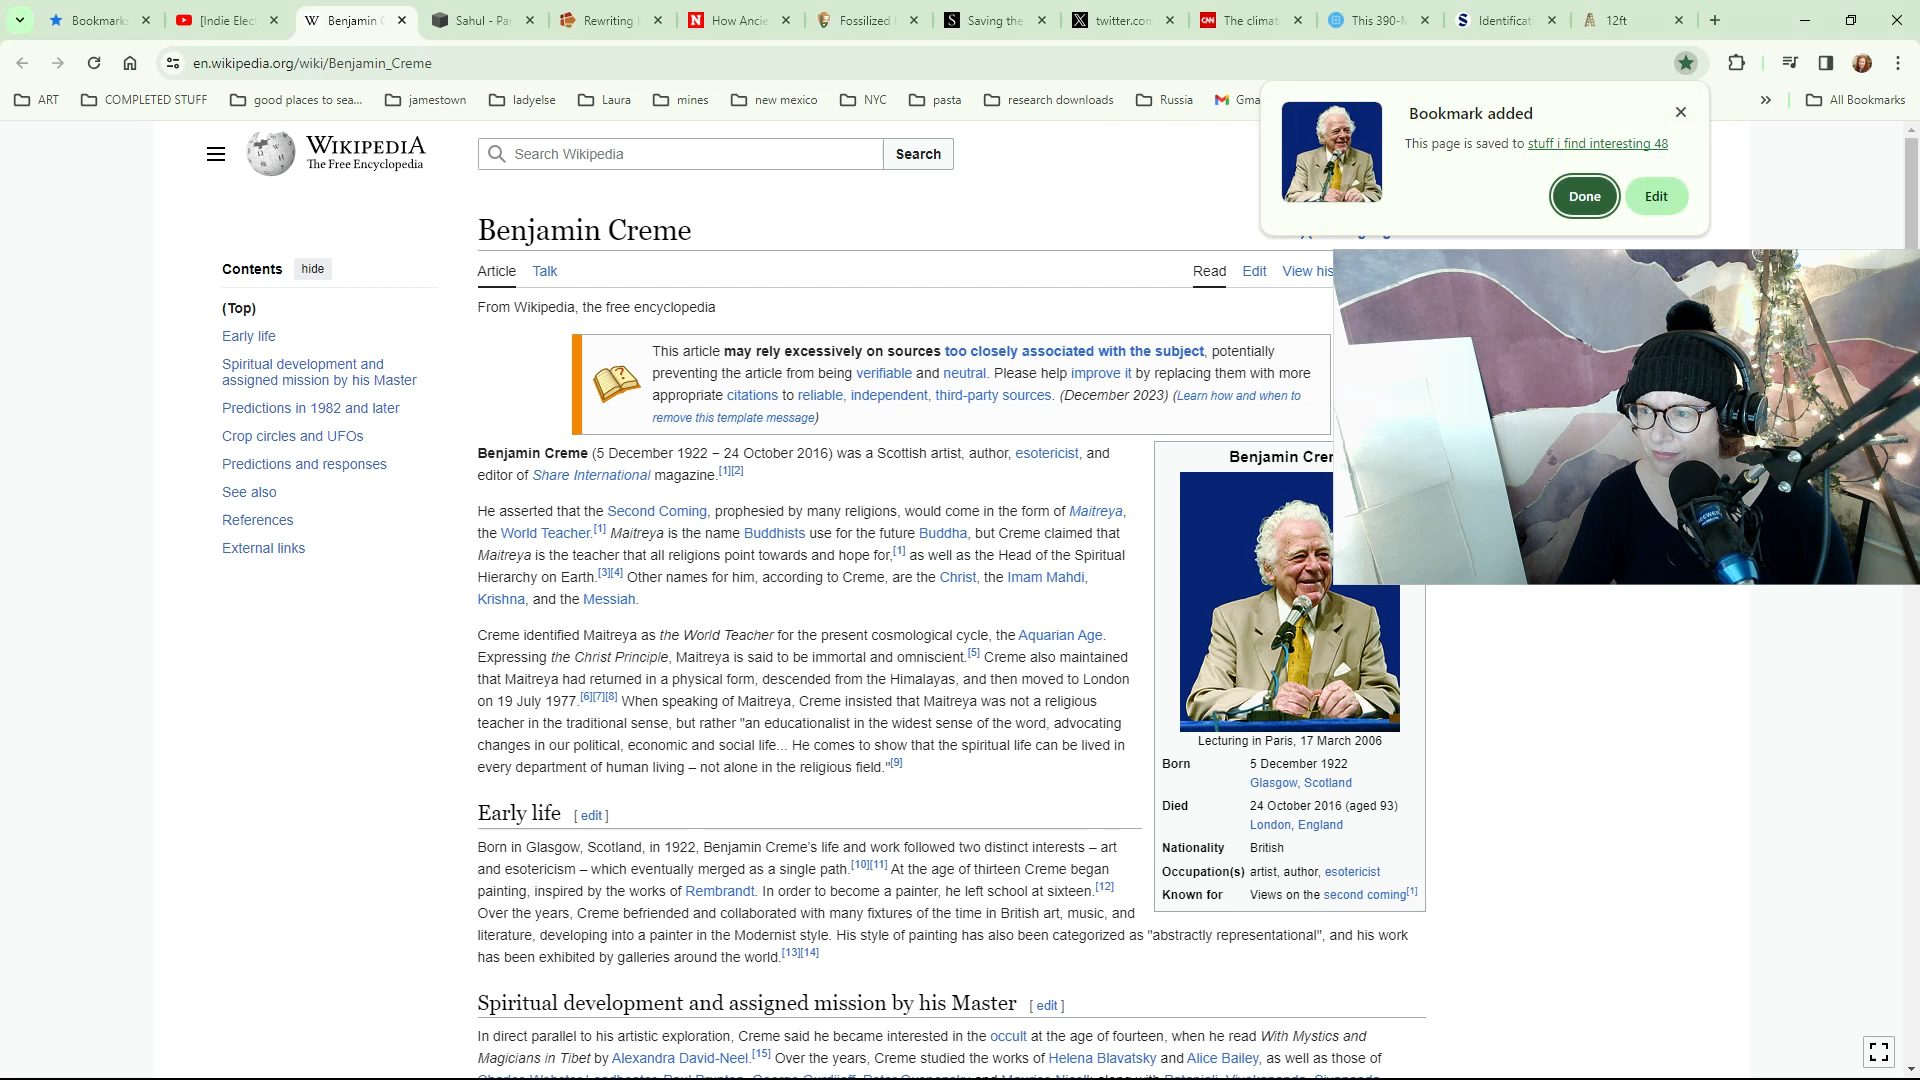 Bookmarks
[Indie Elec
Benjamin C
Sahul - Pa
Rewriting
How Ancie
Fossilized
Saving the
twitter.com
The climat
This 390-M
Identificat
12ft
en.wikipedia.org/wiki/Benjamin_Creme
ART
COMPLETED STUFF
good places to sea...
jamestown
ladyelse
Laura
mines
new mexico
NYC
pasta
research downloads
Russia
Gma
All Bookmarks
Bookmark added
This page is saved to stuff i find interesting 48
Done
Edit
WIKIPEDIA
The Free Encyclopedia
Search Wikipedia
Search
Benjamin Creme
Contents
hide
(Top)
Early life
Spiritual development and
assigned mission by his Master
Predictions in 1982 and later
Crop circles and UFOs
Predictions and responses
See also
References
External links
Article
Talk
Read
Edit
View his
From Wikipedia, the free encyclopedia
This article may rely excessively on sources too closely associated with the subject, potentially
preventing the article from being verifiable and neutral. Please help improve it by replacing them with more
appropriate citations to reliable, independent, third-party sources. (December 2023) (Learn how and when to
remove this template message)
Benjamin Creme (5 December 1922 – 24 October 2016) was a Scottish artist, author, esotericist, and
editor of Share International magazine.[1][2]
He asserted that the Second Coming, prophesied by many religions, would come in the form of Maitreya,
the World Teacher.[1] Maitreya is the name Buddhists use for the future Buddha, but Creme claimed that
Maitreya is the teacher that all religions point towards and hope for,[1] as well as the Head of the Spiritual
Hierarchy on Earth.[3][4] Other names for him, according to Creme, are the Christ, the Imam Mahdi,
Krishna, and the Messiah.
Creme identified Maitreya as the World Teacher for the present cosmological cycle, the Aquarian Age.
Expressing the Christ Principle, Maitreya is said to be immortal and omniscient.[5] Creme also maintained
that Maitreya had returned in a physical form, descended from the Himalayas, and then moved to London
on 19 July 1977.[6][7][8] When speaking of Maitreya, Creme insisted that Maitreya was not a religious
teacher in the traditional sense, but rather "an educationalist in the widest sense of the word, advocating
changes in our political, economic and social life... He comes to show that the spiritual life can be lived in
every department of human living – not alone in the religious field."[9]
Benjamin Crem
Lecturing in Paris, 17 March 2006
Born 5 December 1922
Glasgow, Scotland
Died 24 October 2016 (aged 93)
London, England
Nationality British
Occupation(s) artist, author, esotericist
Known for Views on the second coming[1]
Early life [ edit ]
Born in Glasgow, Scotland, in 1922, Benjamin Creme's life and work followed two distinct interests – art
and esotericism – which eventually merged as a single path.[10][11] At the age of thirteen Creme began
painting, inspired by the works of Rembrandt. In order to become a painter, he left school at sixteen.[12]
Over the years, Creme befriended and collaborated with many fixtures of the time in British art, music, and
literature, developing into a painter in the Modernist style. His style of painting has also been categorized as "abstractly representational", and his work
has been exhibited by galleries around the world.[13][14]
Spiritual development and assigned mission by his Master [ edit ]
In direct parallel to his artistic exploration, Creme said he became interested in the occult at the age of fourteen, when he read With Mystics and
Magicians in Tibet by Alexandra David-Neel.[15] Over the years, Creme studied the works of Helena Blavatsky and Alice Bailey, as well as those of